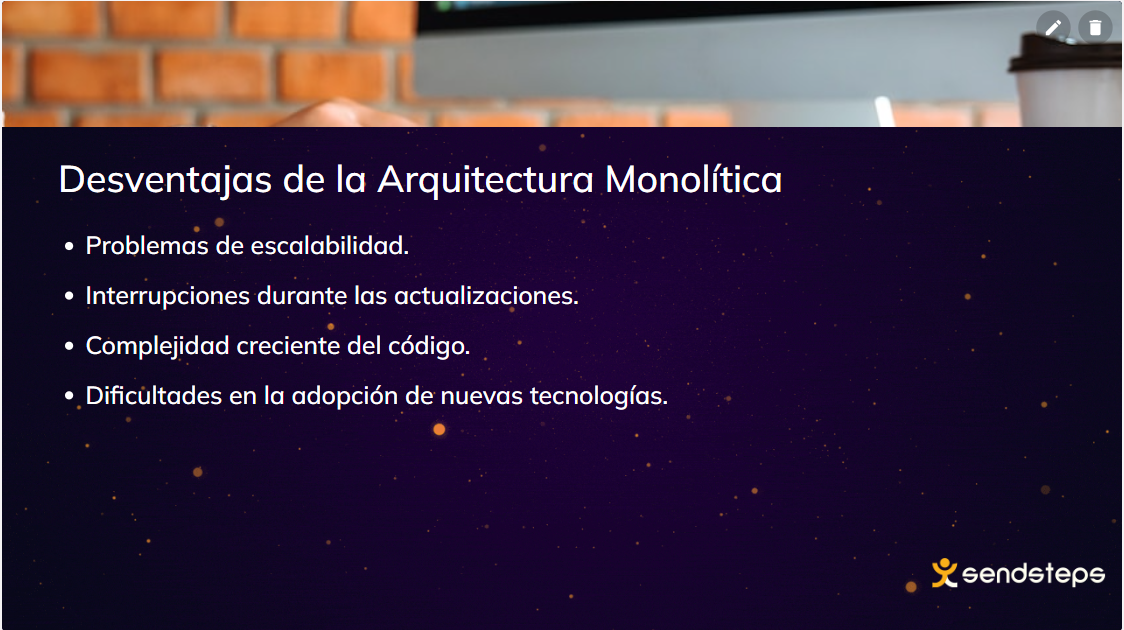 Desventajas de la Arquitectura Monolítica
• Problemas de escalabilidad.
• Interrupciones durante las actualizaciones.
• Complejidad creciente del código.
• Dificultades en la adopción de nuevas tecnologías.
sendsteps